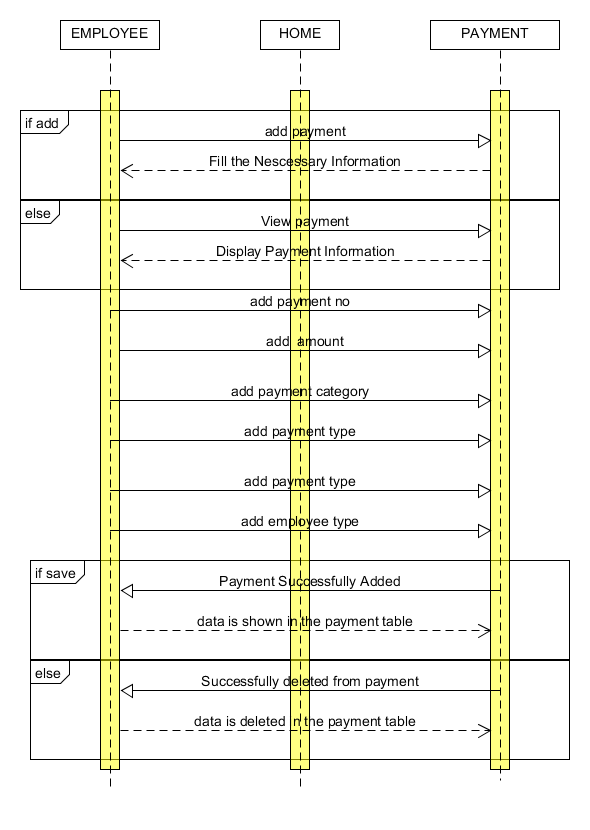 EMPLOYEE
HOME
PAYMENT
if add
add payment
Fill the Nescessary Information
else
View payment
Display Payment Information
add payment no
add amount
add payment category
add payment type
add payment type
add employee type
if save
Payment Successfully Added
data is shown in the payment table
else
Successfully deleted from payment
data is deleted in the payment table